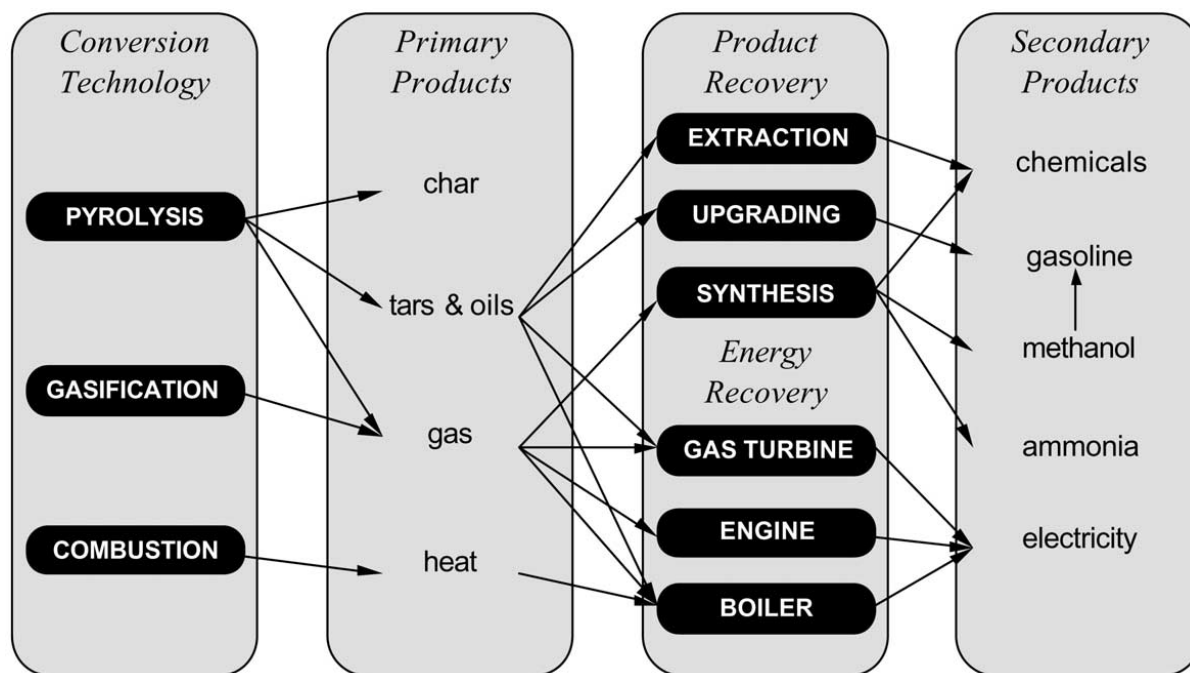 Conversion
Technology
PYROLYSIS
GASIFICATION
COMBUSTION
Primary
Products
char
tars & oils
gas
heat
Product
Recovery
EXTRACTION
UPGRADING
SYNTHESIS
Energy
Recovery
GAS TURBINE
ENGINE
BOILER
Secondary
Products
chemicals
gasoline
methanol
ammonia
electricity